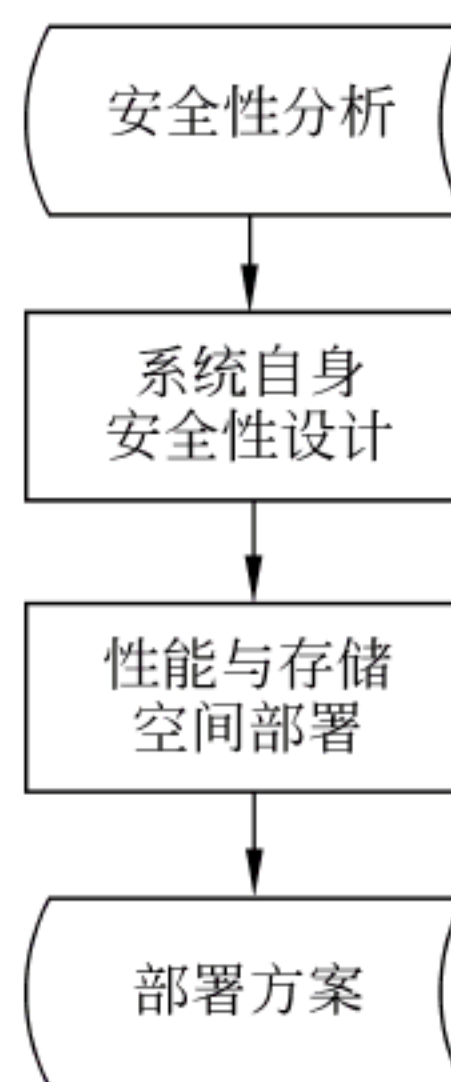 安全性分析
系统自身
安全性设计
性能与存储
空间部署
部署方案